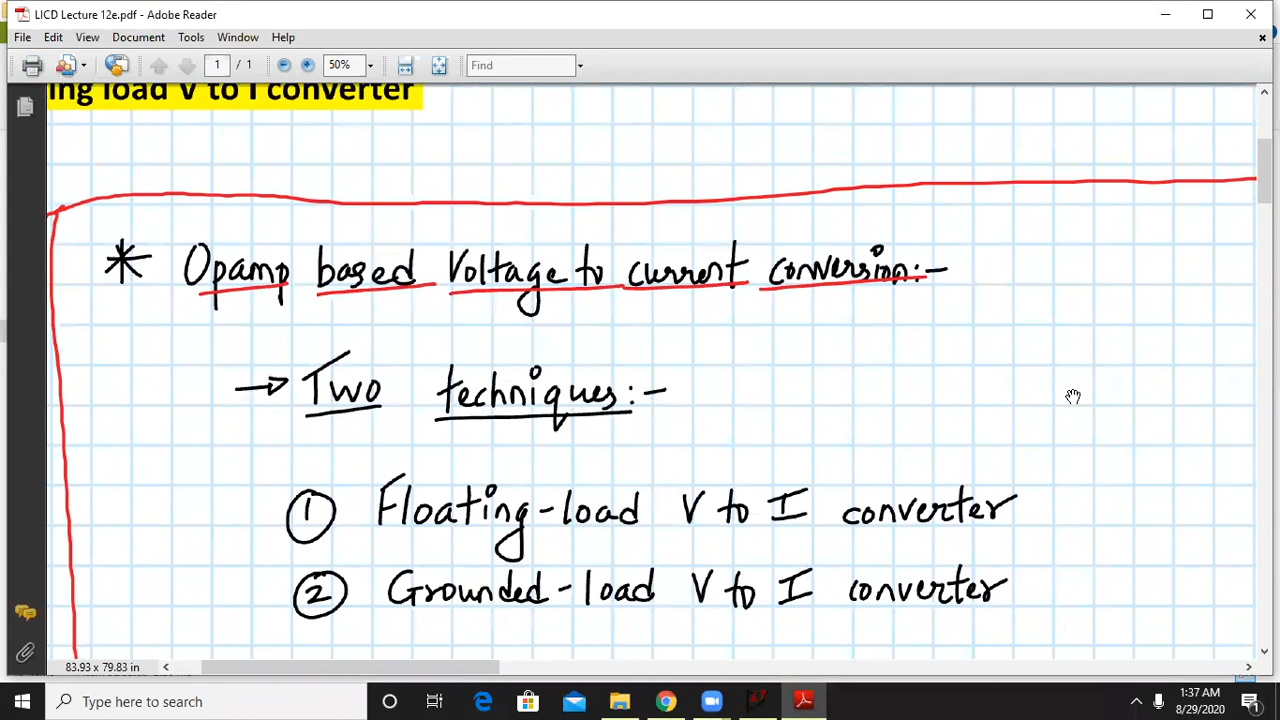 LICD Lecture 12e.pdf - Adobe Reader
File Edit View Document Tools Window Help
1 / 1 50% Find
ing load V to I converter
* Opamp based Voltage to current conversion:-
→ Two techniques:-
① Floating-load V to I converter
② Grounded-load V to I converter
83.93 x 79.83 in
Type here to search
1:37 AM
8/29/2020